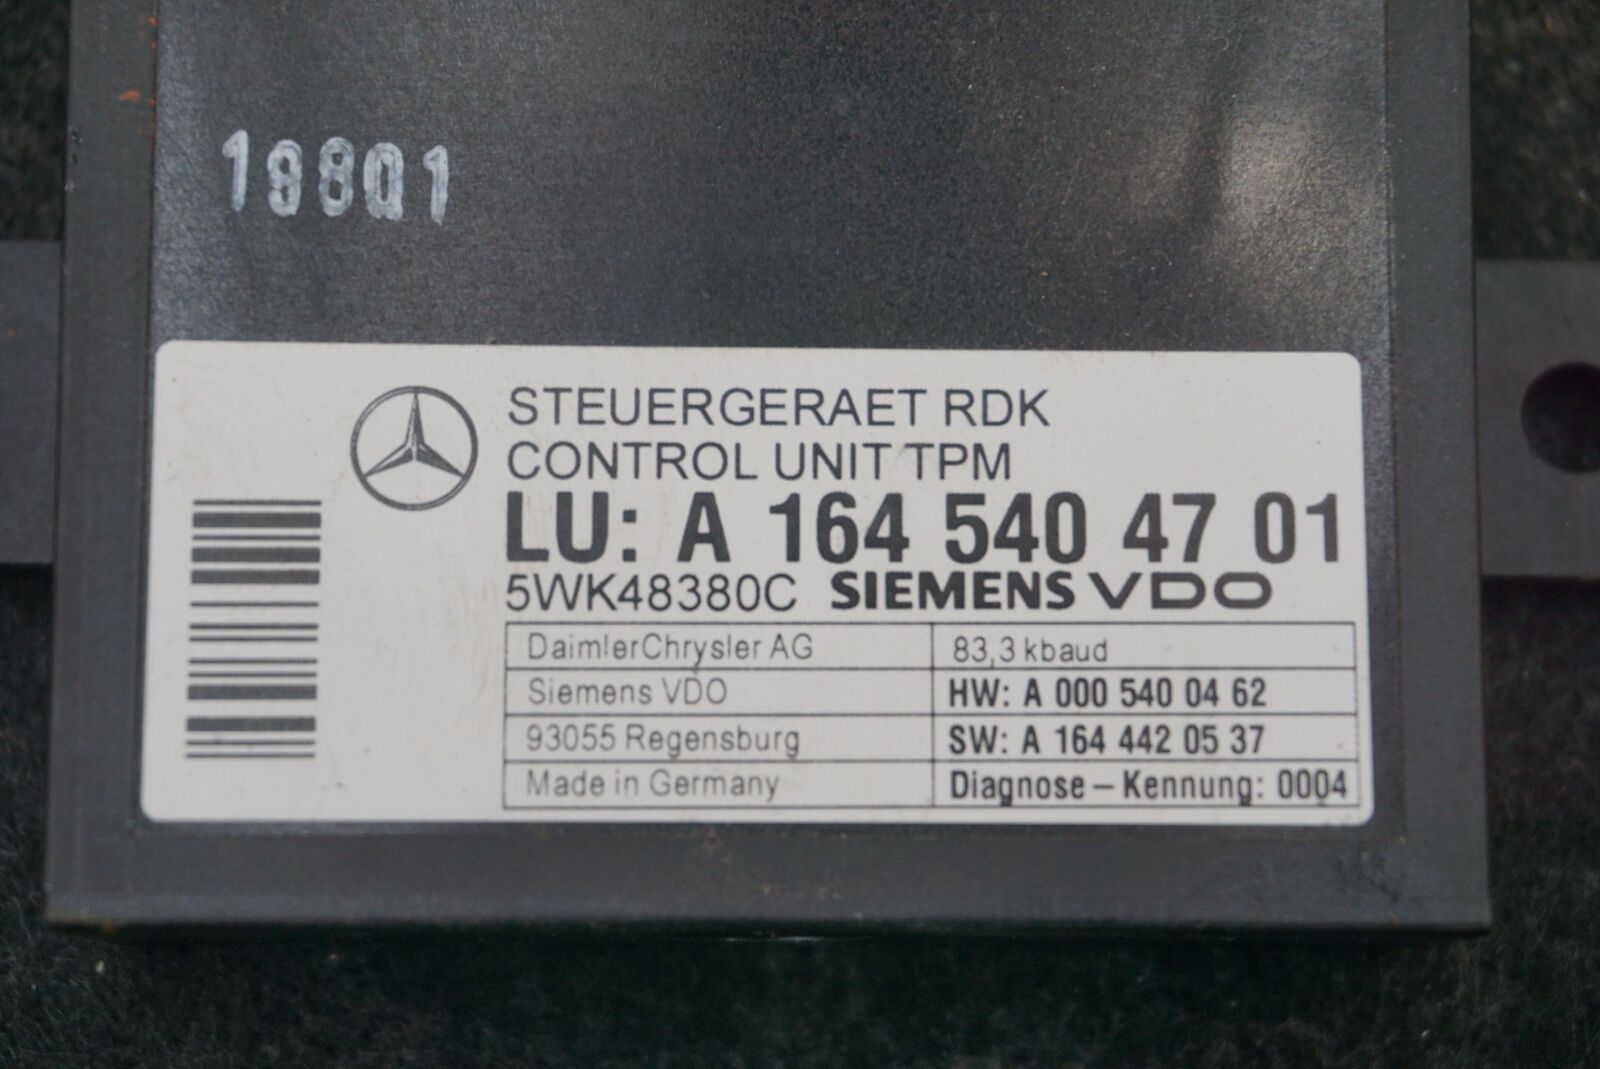 19801
STEUERGERAET RDK
CONTROL UNIT TPM
LU: A 164 540 47 01
5WK48380C SIEMENS VDO
DaimlerChrysler AG 83,3 kbaud
Siemens VDO HW: A 000 540 04 62
93055 Regensburg SW: A 164 442 05 37
Made in Germany Diagnose – Kennung: 0004